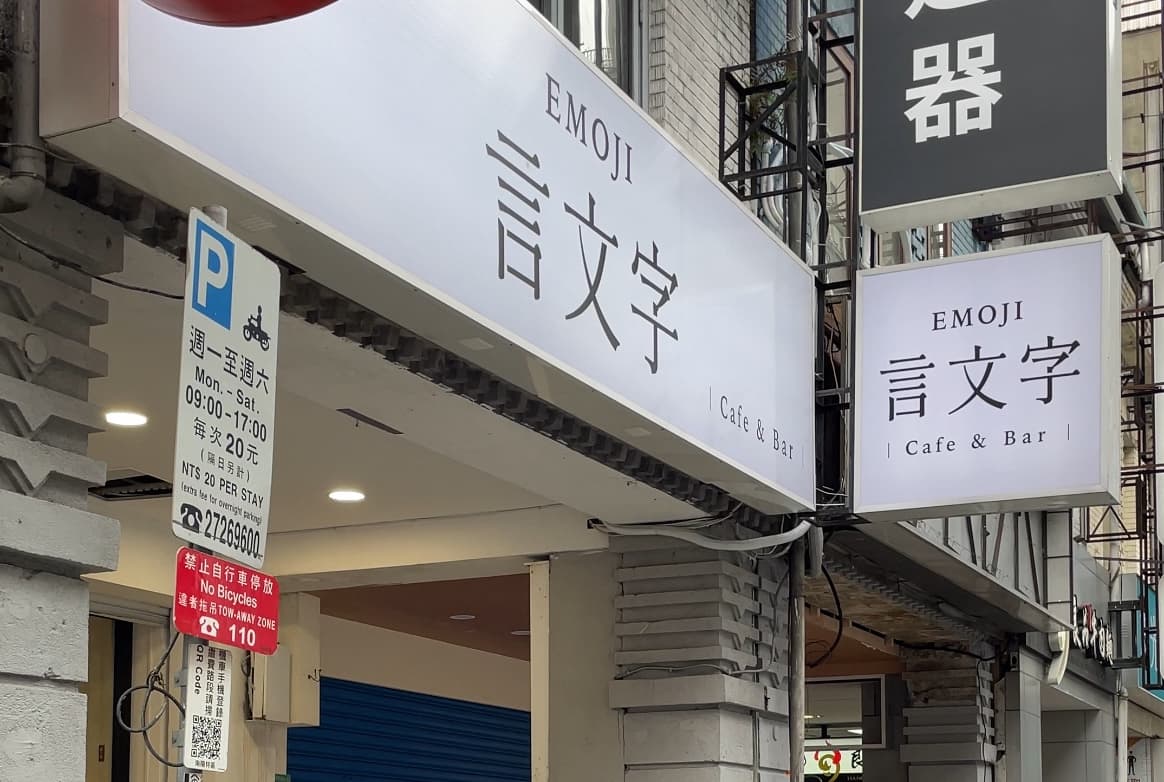 EMOJI
言文字
| Cafe & Bar |
器
EMOJI
言文字
| Cafe & Bar |
P
週一至週六
Mon. - Sat.
09:00~17:00
每次20元
(隔日另計)
NT$ 20 PER STAY
(extra fee for overnight parking)
27269600
禁止自行車停放
No Bicycles
違者拖吊TOW-AWAY ZONE
110
QR Code